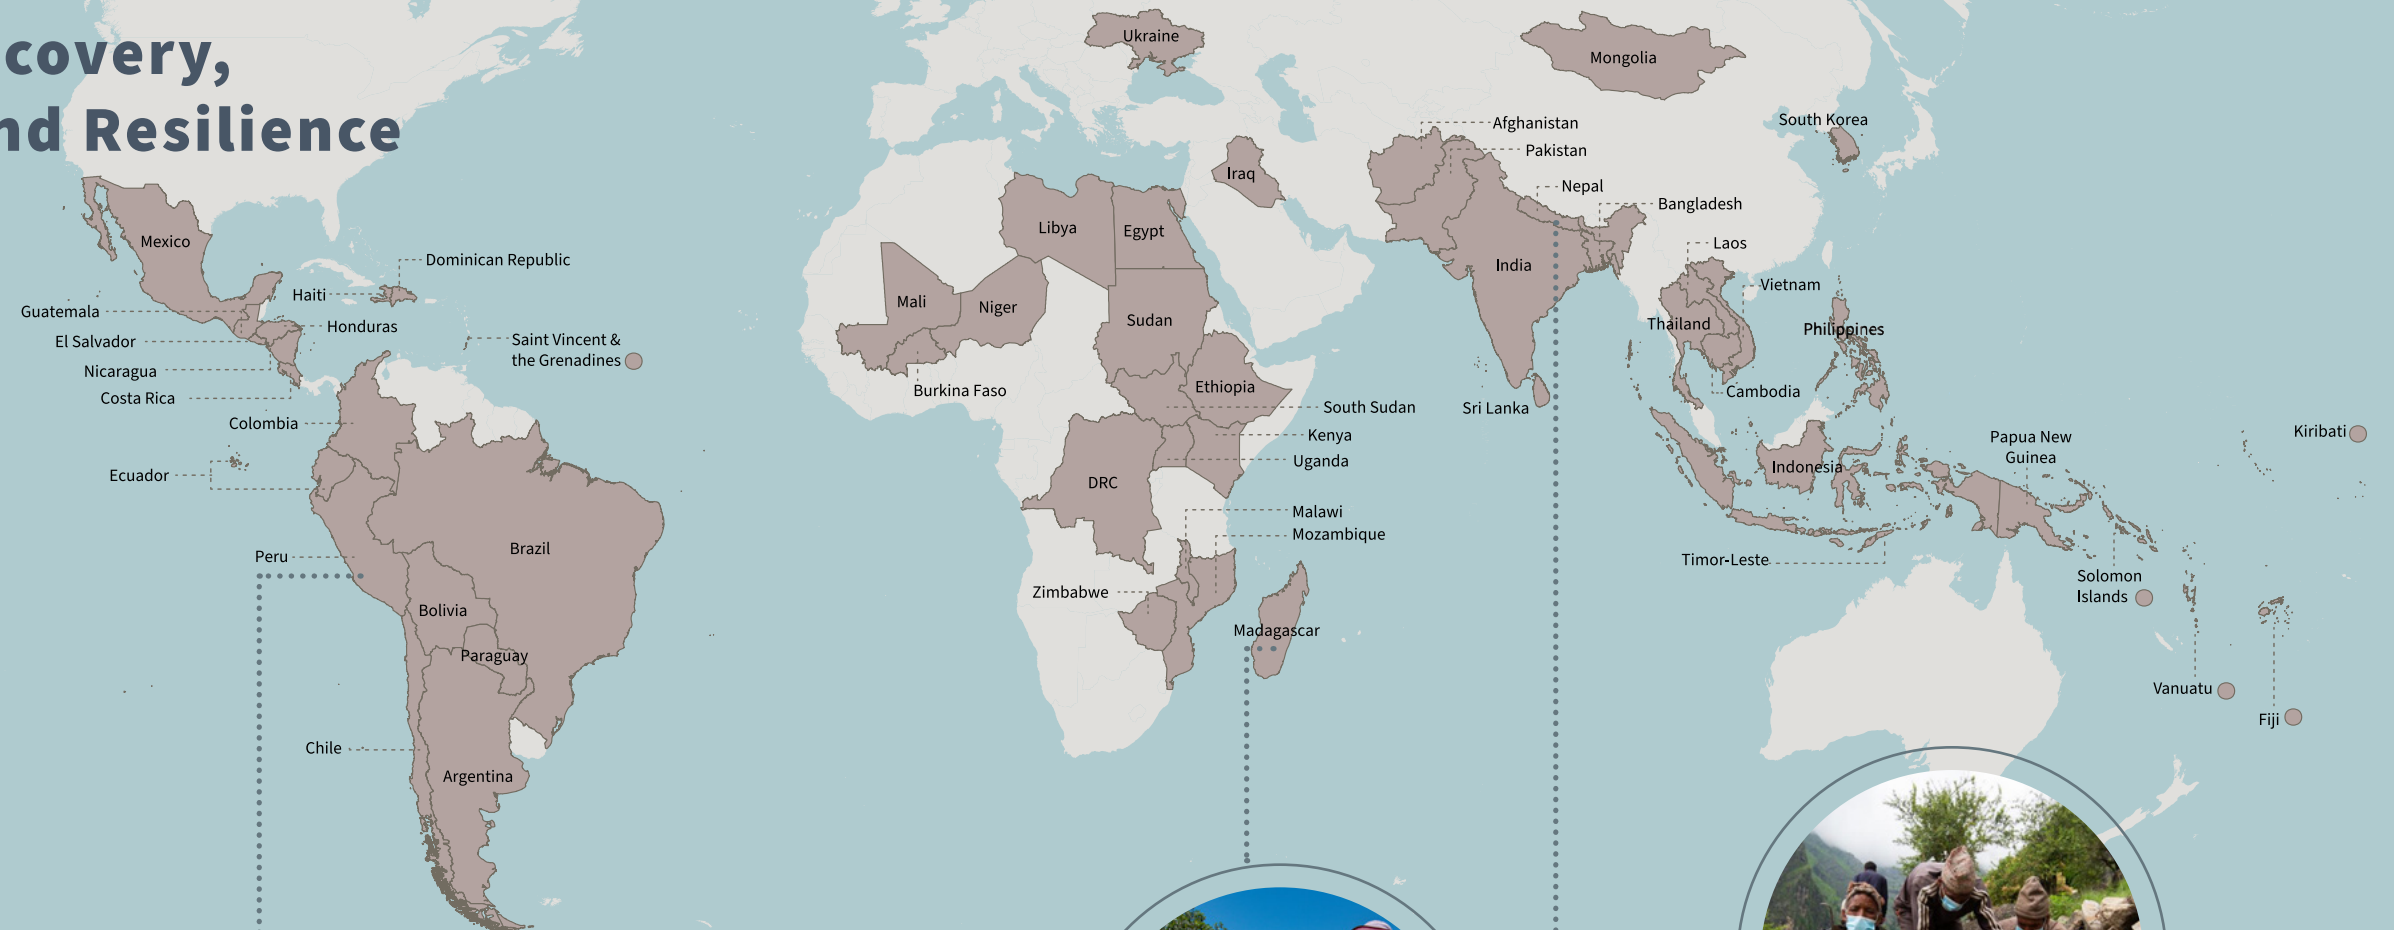 covery,
nd Resilience
Ukraine
Mongolia
South Korea
Afghanistan
Pakistan
Iraq
Nepal
Bangladesh
Laos
Vietnam
India
Thailand
Philippines
Cambodia
Sri Lanka
Libya
Egypt
Mali
Niger
Sudan
Burkina Faso
Ethiopia
South Sudan
Kenya
Uganda
DRC
Malawi
Mozambique
Zimbabwe
Madagascar
Mexico
Dominican Republic
Haiti
Guatemala
Honduras
El Salvador
Saint Vincent &
the Grenadines
Nicaragua
Costa Rica
Colombia
Ecuador
Peru
Brazil
Bolivia
Paraguay
Chile
Argentina
Kiribati
Papua New
Guinea
Indonesia
Timor-Leste
Solomon
Islands
Vanuatu
Fiji